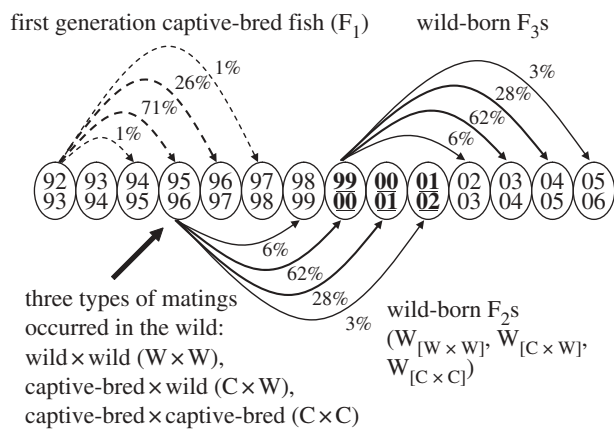 first generation captive-bred fish (F1)
wild-born F3s
1%
26%
71%
1%
3%
28%
62%
6%
92 93 94 95 96 97 98 99 00 01 02 03 04 05
93 94 95 96 97 98 99 00 01 02 03 04 05 06
6%
62%
28%
3%
three types of matings
occurred in the wild:
wild × wild (W × W),
captive-bred × wild (C × W),
captive-bred × captive-bred (C × C)
wild-born F2s
(W[W × W], W[C × W],
W[C × C])